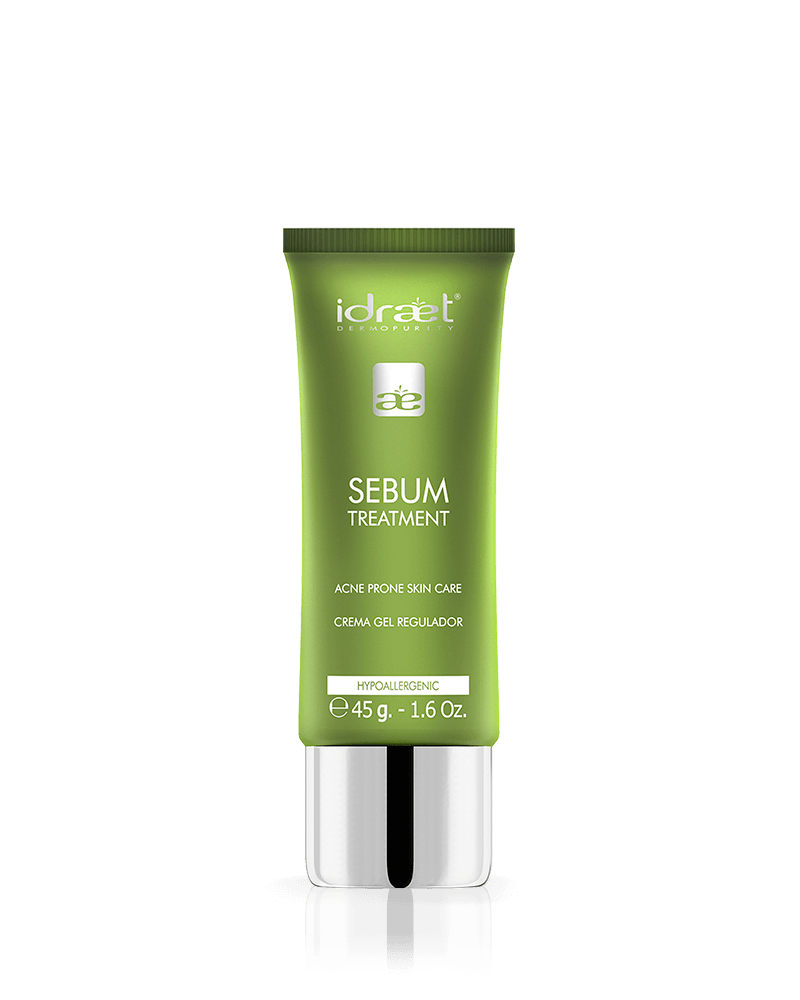 idraet®
DERMOPURITY
ae
SEBUM
TREATMENT
ACNE PRONE SKIN CARE
CREMA GEL REGULADOR
HYPOALLERGENIC
℮ 45 g. - 1.6 Oz.